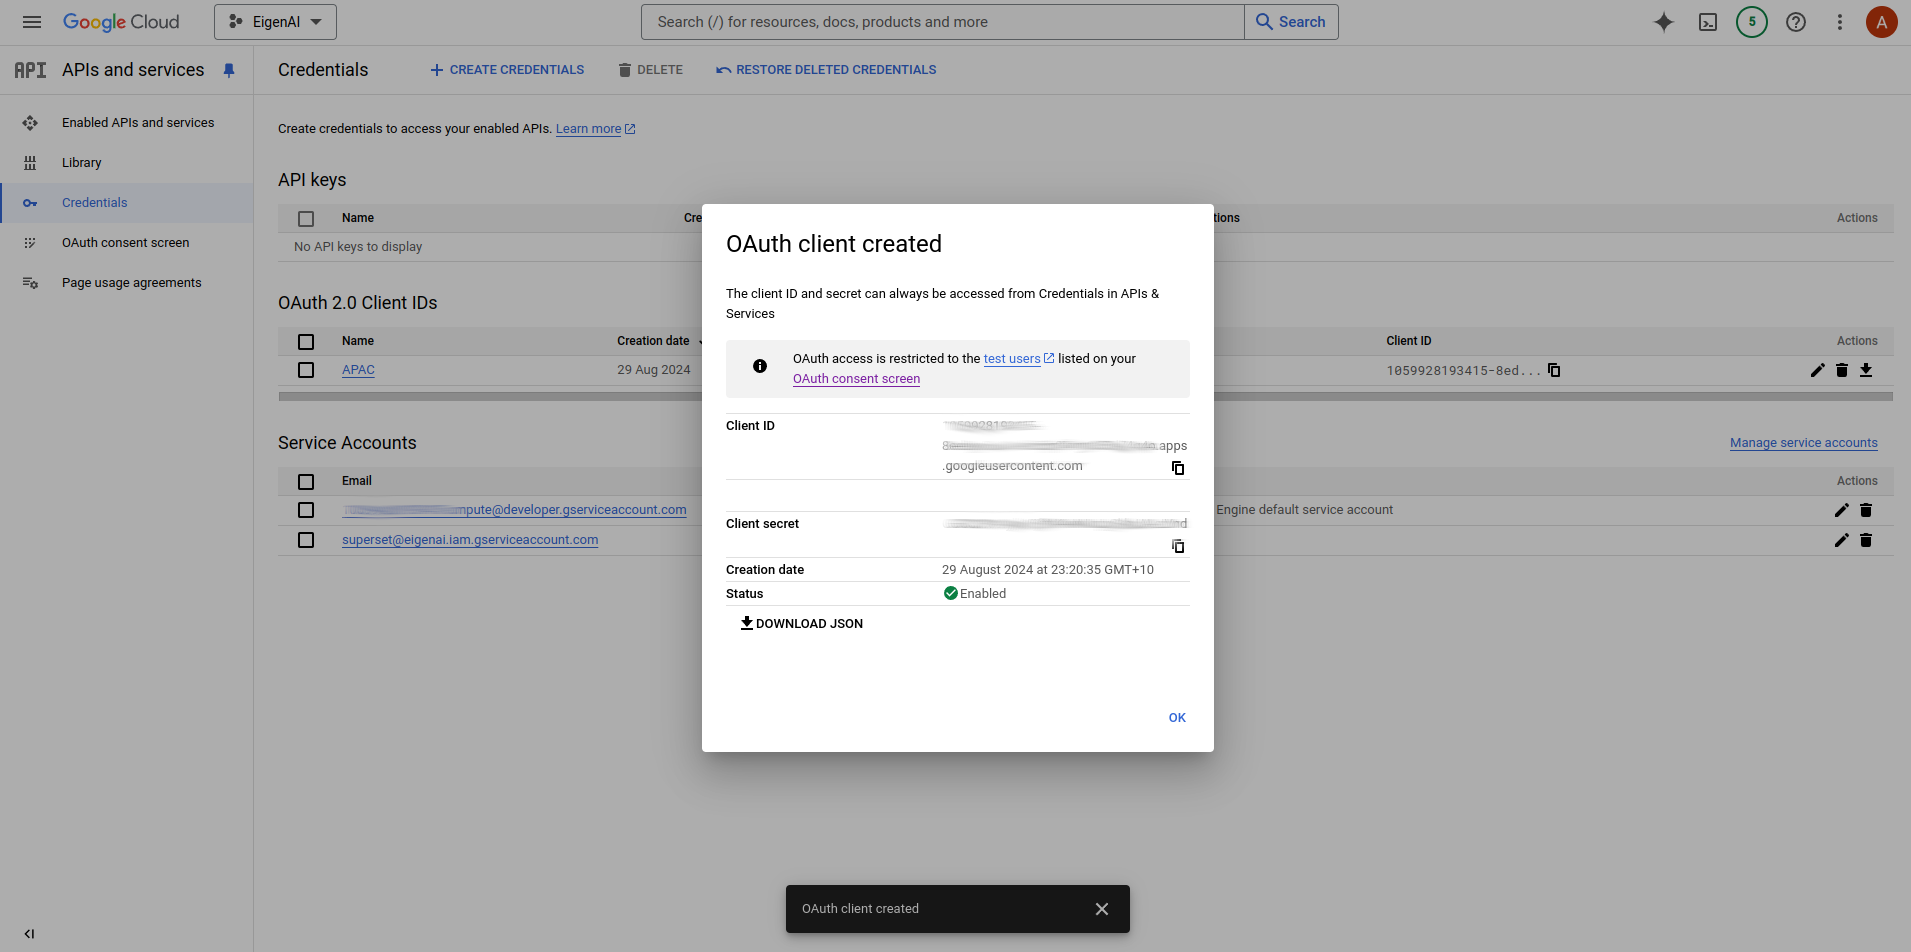 Google Cloud
EigenAI
Search (/) for resources, docs, products and more
Search
5
A
API
APIs and services
Credentials
CREATE CREDENTIALS
DELETE
RESTORE DELETED CREDENTIALS
Enabled APIs and services
Library
Credentials
OAuth consent screen
Page usage agreements
Create credentials to access your enabled APIs. Learn more
API keys
Name
Cre
tions
Actions
No API keys to display
OAuth 2.0 Client IDs
Name
Creation date
Client ID
Actions
APAC
29 Aug 2024
1059928193415-8ed...
Service Accounts
Manage service accounts
Email
Actions
mpute@developer.gserviceaccount.com
Engine default service account
superset@eigenai.iam.gserviceaccount.com
OAuth client created
The client ID and secret can always be accessed from Credentials in APIs &
Services
OAuth access is restricted to the test users listed on your
OAuth consent screen
Client ID
.apps
.googleusercontent.com
Client secret
Creation date
29 August 2024 at 23:20:35 GMT+10
Status
Enabled
DOWNLOAD JSON
OK
OAuth client created